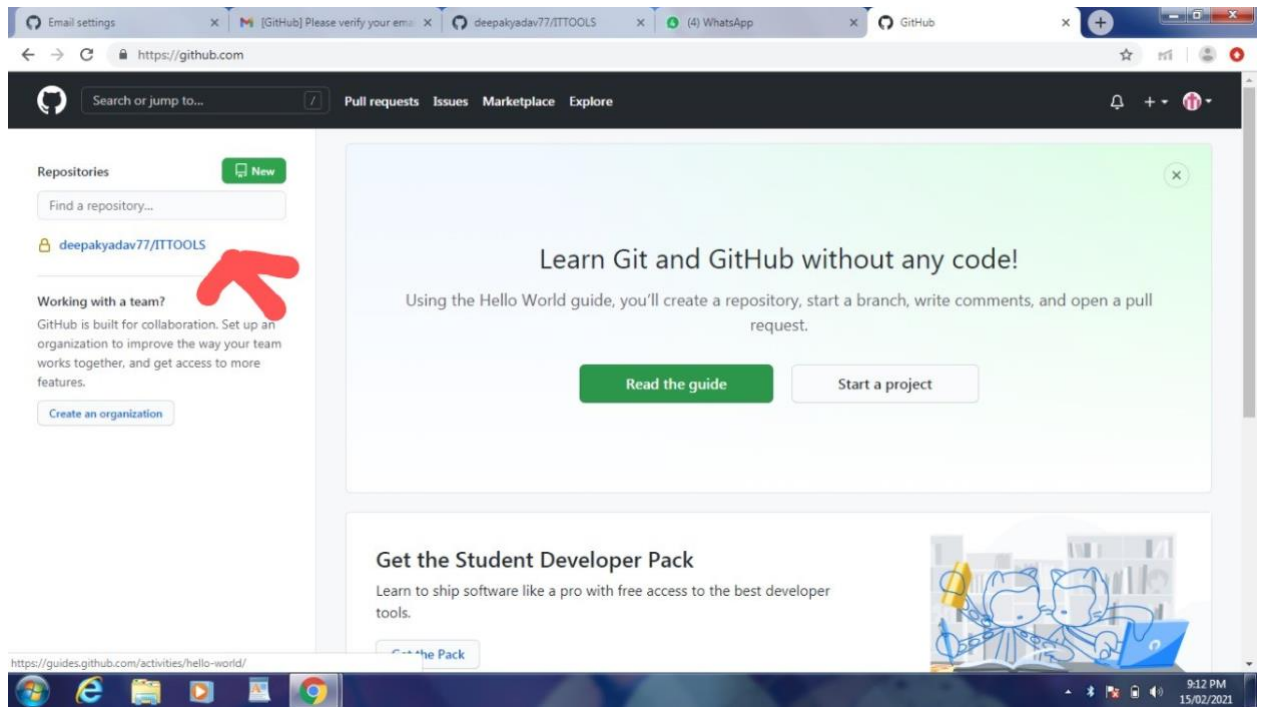 Email settings
[GitHub] Please verify your ema
deepakyadav77/ITTOOLS
(4) WhatsApp
GitHub
https://github.com
Search or jump to...
/
Pull requests Issues Marketplace Explore
Repositories
New
Find a repository...
deepakyadav77/ITTOOLS
Working with a team?
GitHub is built for collaboration. Set up an
organization to improve the way your team
works together, and get access to more
features.
Create an organization
Learn Git and GitHub without any code!
Using the Hello World guide, you'll create a repository, start a branch, write comments, and open a pull
request.
Read the guide
Start a project
Get the Student Developer Pack
Learn to ship software like a pro with free access to the best developer
tools.
Get the Pack
https://guides.github.com/activities/hello-world/
9:12 PM
15/02/2021